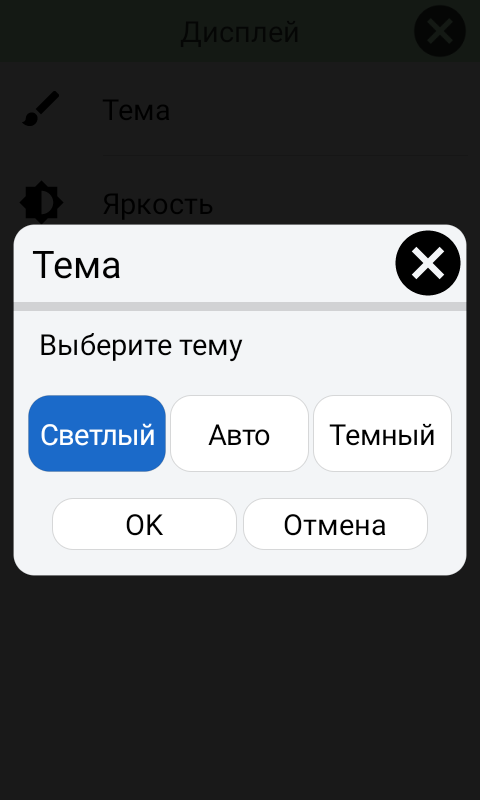 Дисплей
Тема
Яркость
Тема
Выберите тему
Светлый Авто Темный
OK Отмена